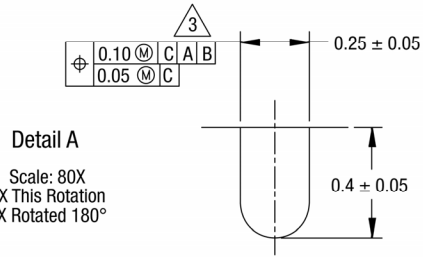 3
0.10 Ⓜ C A B
0.05 Ⓜ C
0.25 ± 0.05
0.4 ± 0.05
Detail A
Scale: 80X
X This Rotation
X Rotated 180°